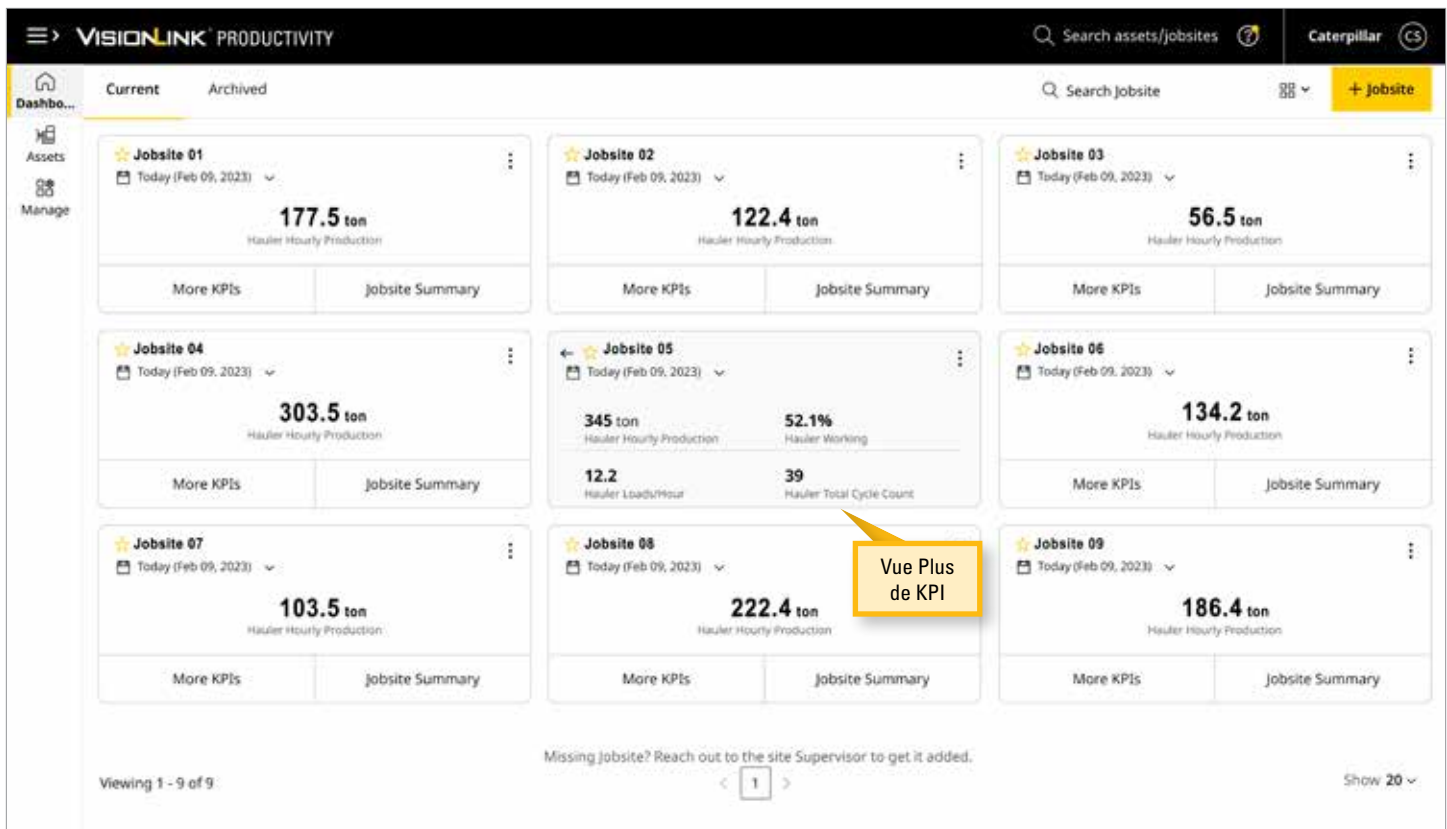 VISIONLINK PRODUCTIVITY
Search assets/jobsites
?
Caterpillar
CS
Dashbo...
Current
Archived
Search Jobsite
+ Jobsite
Assets
Manage
Jobsite 01
Today (Feb 09, 2023)
177.5 ton
Hauler Hourly Production
More KPIs
Jobsite Summary
Jobsite 02
Today (Feb 09, 2023)
122.4 ton
Hauler Hourly Production
More KPIs
Jobsite Summary
Jobsite 03
Today (Feb 09, 2023)
56.5 ton
Hauler Hourly Production
More KPIs
Jobsite Summary
Jobsite 04
Today (Feb 09, 2023)
303.5 ton
Hauler Hourly Production
More KPIs
Jobsite Summary
Jobsite 05
Today (Feb 09, 2023)
345 ton
Hauler Hourly Production
52.1%
Hauler Working
12.2
Hauler Loads/Hour
39
Hauler Total Cycle Count
Vue Plus
de KPI
Jobsite 06
Today (Feb 09, 2023)
134.2 ton
Hauler Hourly Production
More KPIs
Jobsite Summary
Jobsite 07
Today (Feb 09, 2023)
103.5 ton
Hauler Hourly Production
More KPIs
Jobsite Summary
Jobsite 08
Today (Feb 09, 2023)
222.4 ton
Hauler Hourly Production
More KPIs
Jobsite Summary
Jobsite 09
Today (Feb 09, 2023)
186.4 ton
Hauler Hourly Production
More KPIs
Jobsite Summary
Missing Jobsite? Reach out to the site Supervisor to get it added.
Viewing 1 - 9 of 9
< 1 >
Show 20